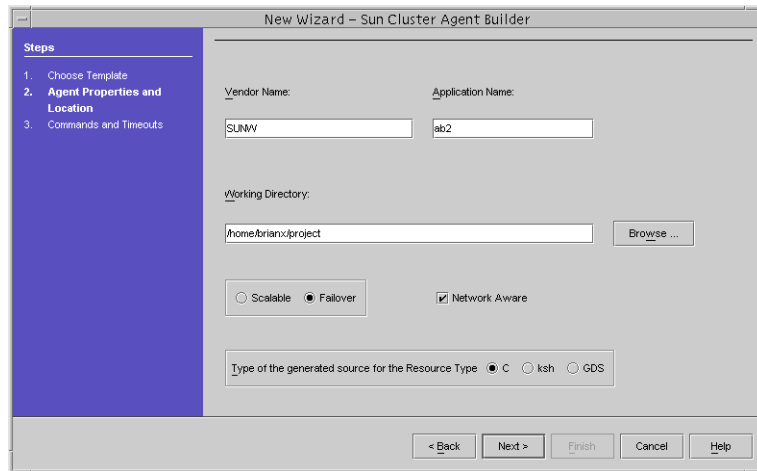 New Wizard – Sun Cluster Agent Builder
Steps
1. Choose Template
2. Agent Properties and
Location
3. Commands and Timeouts
Vendor Name:
Application Name:
SUNW
ab2
Working Directory:
/home/brianx/project
Browse ...
Scalable
Failover
Network Aware
Type of the generated source for the Resource Type
C
ksh
GDS
< Back
Next >
Finish
Cancel
Help